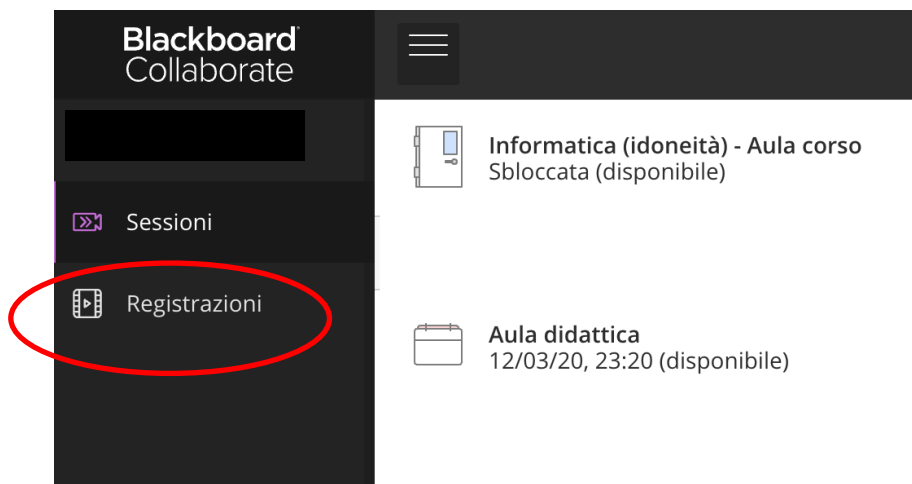 Blackboard
Collaborate
Sessioni
Registrazioni
Informatica (idoneità) - Aula corso
Sbloccata (disponibile)
Aula didattica
12/03/20, 23:20 (disponibile)